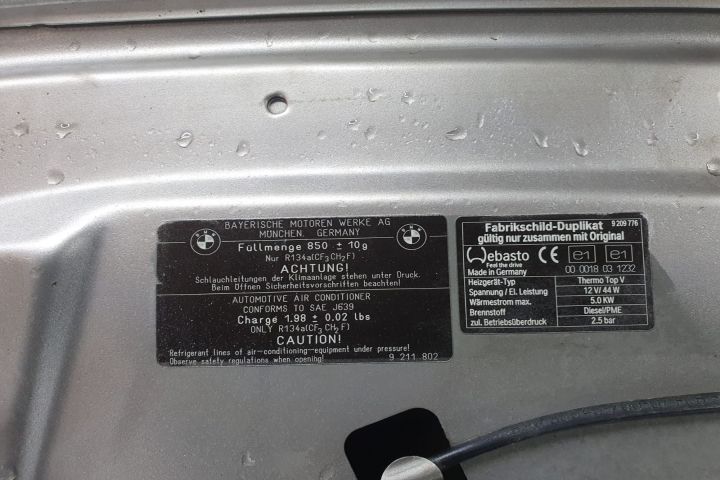 BAYERISCHE MOTOREN WERKE AG
MÜNCHEN, GERMANY
Füllmenge 850 ± 10g
Nur R134a(CF3CH2F)
ACHTUNG!
Schlauchleitungen der Klimaanlage stehen unter Druck.
Beim Öffnen Sicherheitsvorschriften beachten!
AUTOMOTIVE AIR CONDITIONER
CONFORMS TO SAE J639
Charge 1.98 ± 0.02 lbs
ONLY R134a(CF3CH2F)
CAUTION!
Refrigerant lines of air-conditioning-equipment under pressure!
Observe safety regulations when opening!
9 211 802
BMW
BMW
Fabrikschild-Duplikat 9 209 776
gültig nur zusammen mit Original
Webasto CE e1 e1
Feel the drive
Made in Germany 00 0018 03 1232
Heizgerät-Typ: Thermo Top V
Spannung / El. Leistung 12 V/ 44 W
Wärmestrom max. 5.0 KW
Brennstoff Diesel/PME
zul. Betriebsüberdruck 2.5 bar